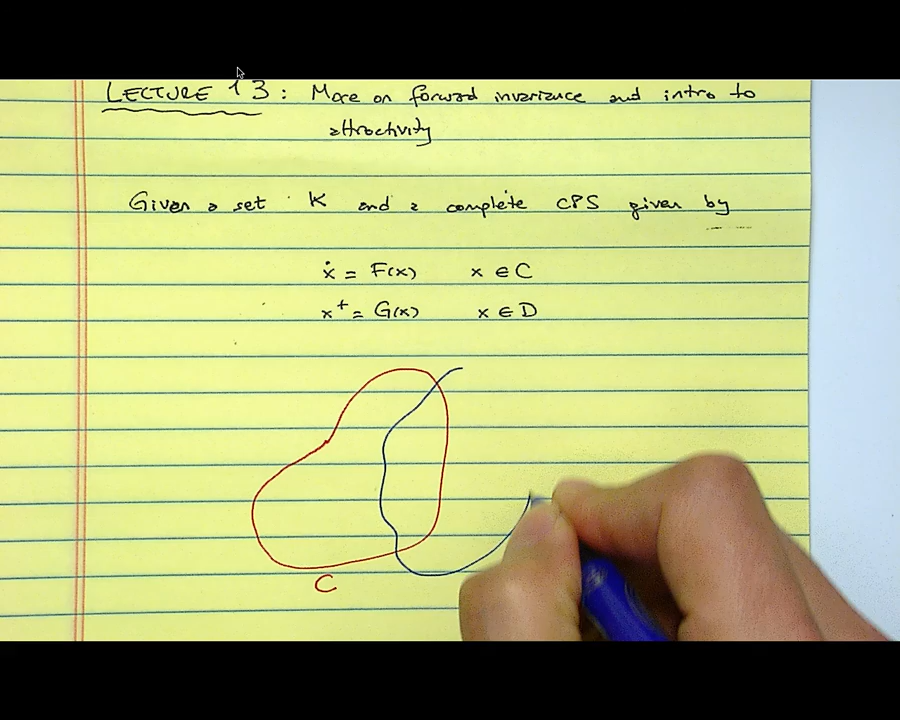 LECTURE 13: More on forward invariance and intro to
attractivity
Given a set K and a complete CPS given by
ẋ = F(x) x ∈ C
x⁺ = G(x) x ∈ D
C